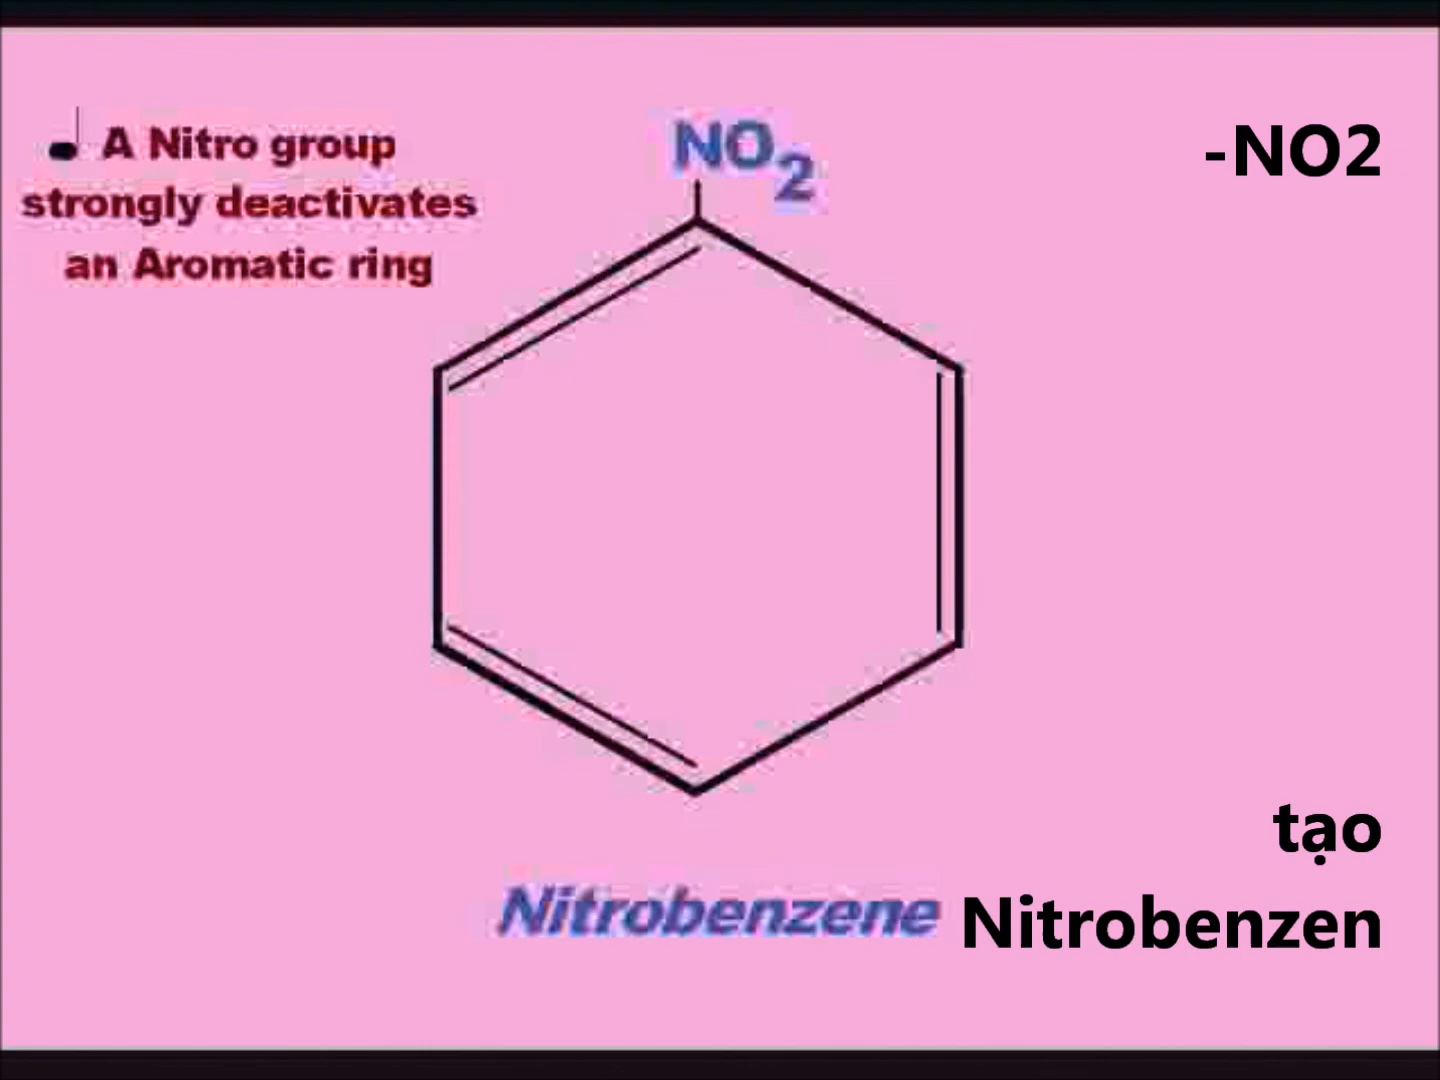 A Nitro group
strongly deactivates
an Aromatic ring
NO2
-NO2
Nitrobenzene
tạo
Nitrobenzen